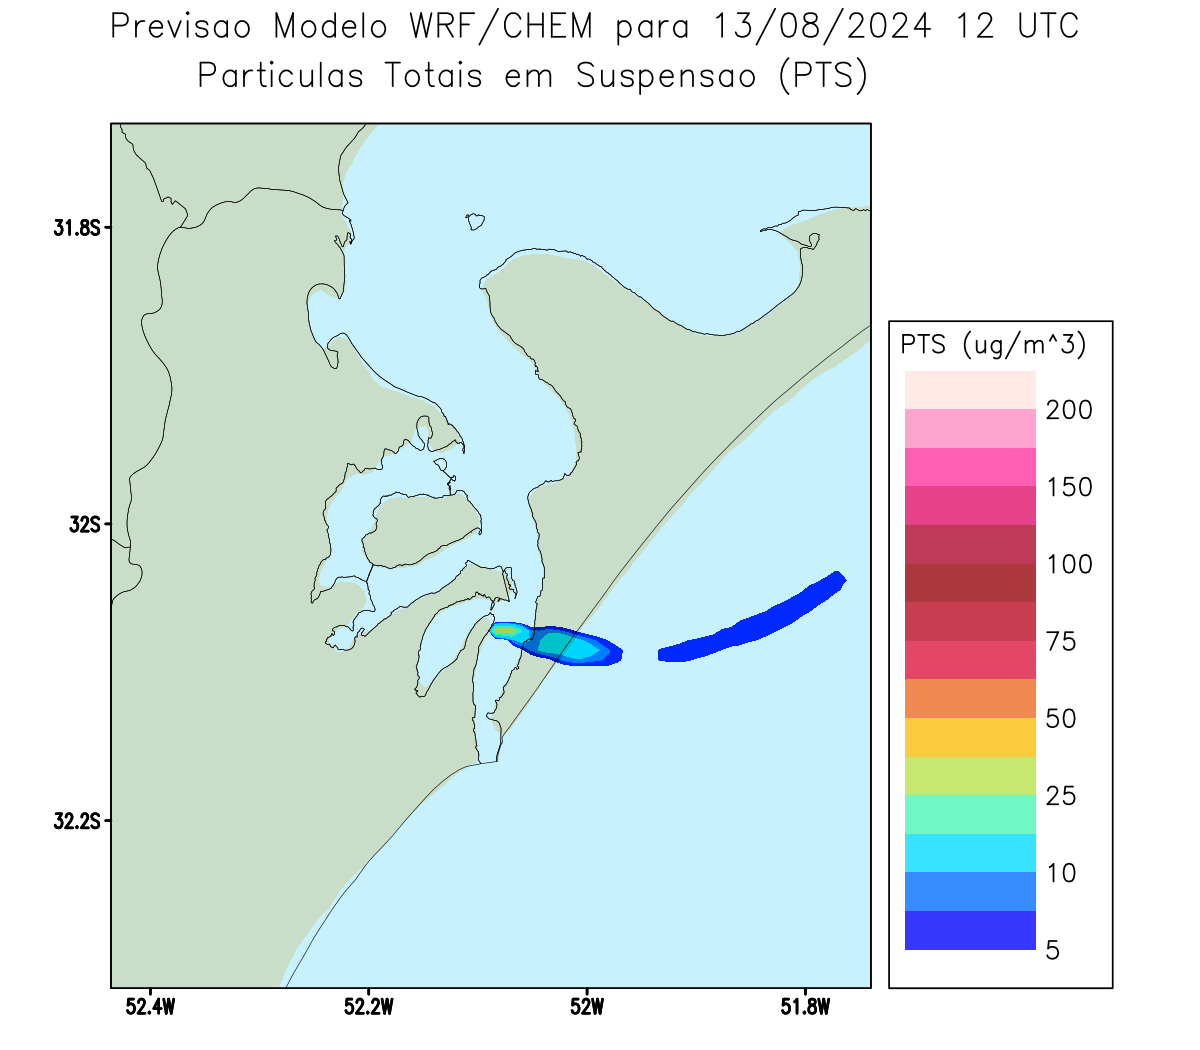 Previsao Modelo WRF/CHEM para 13/08/2024 12 UTC
Particulas Totais em Suspensao (PTS)
31.8S
32S
32.2S
52.4W
52.2W
52W
51.8W
PTS (ug/m^3)
200
150
100
75
50
25
10
5